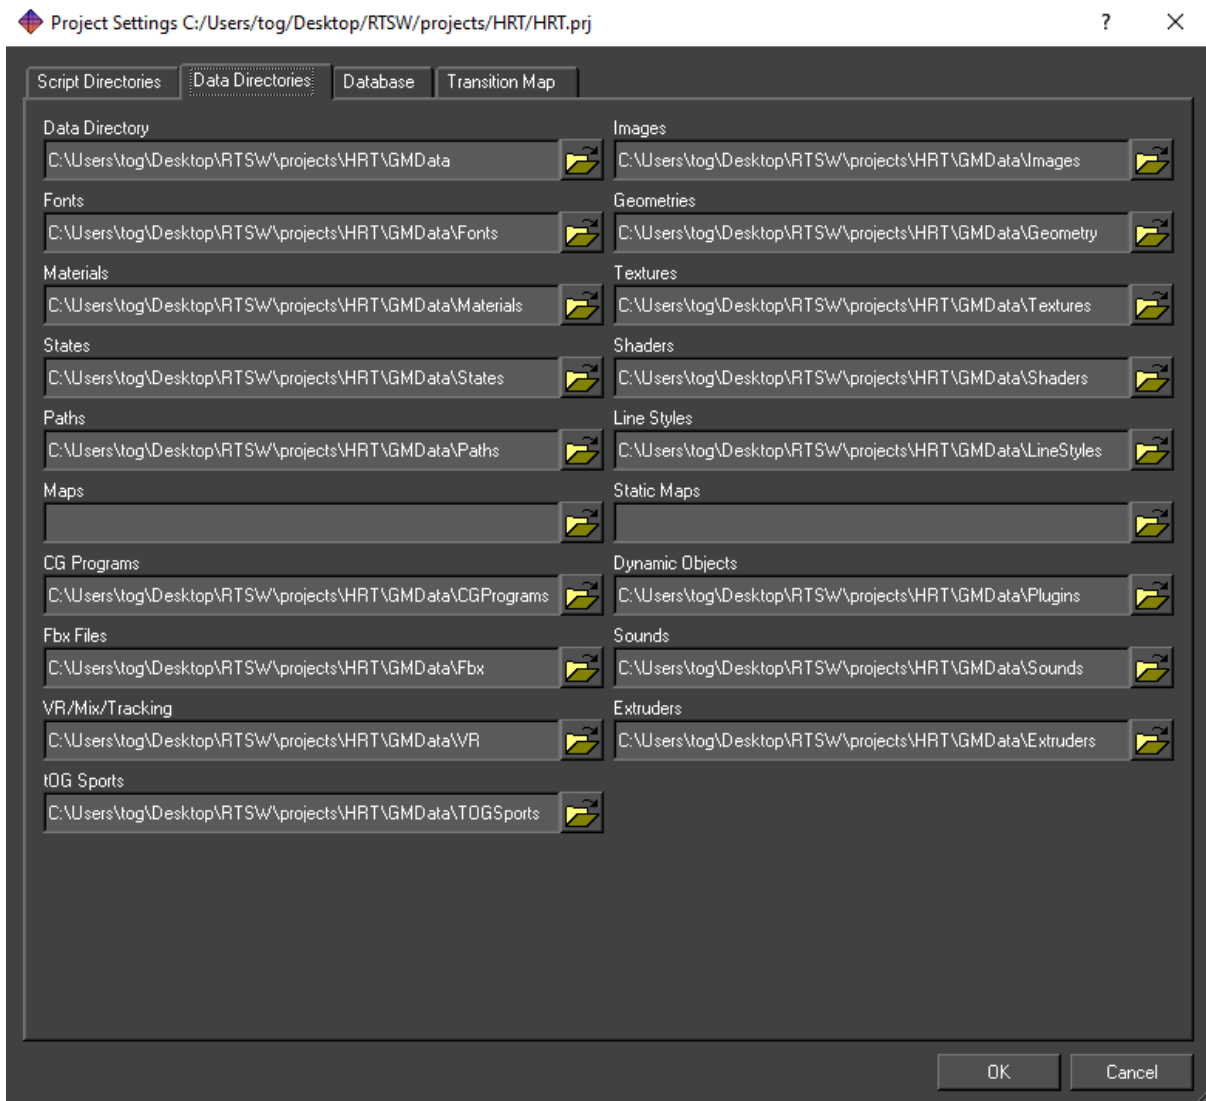 Project Settings C:/Users/tog/Desktop/RTSW/projects/HRT/HRT.prj ?
Script Directories Data Directories Database Transition Map
Data Directory Images
C:\Users\tog\Desktop\RTSW\projects\HRT\GMData C:\Users\tog\Desktop\RTSW\projects\HRT\GMData\Images
Fonts Geometries
C:\Users\tog\Desktop\RTSW\projects\HRT\GMData\Fonts C:\Users\tog\Desktop\RTSW\projects\HRT\GMData\Geometry
Materials Textures
C:\Users\tog\Desktop\RTSW\projects\HRT\GMData\Materials C:\Users\tog\Desktop\RTSW\projects\HRT\GMData\Textures
States Shaders
C:\Users\tog\Desktop\RTSW\projects\HRT\GMData\States C:\Users\tog\Desktop\RTSW\projects\HRT\GMData\Shaders
Paths Line Styles
C:\Users\tog\Desktop\RTSW\projects\HRT\GMData\Paths C:\Users\tog\Desktop\RTSW\projects\HRT\GMData\LineStyles
Maps Static Maps
CG Programs Dynamic Objects
C:\Users\tog\Desktop\RTSW\projects\HRT\GMData\CGPrograms C:\Users\tog\Desktop\RTSW\projects\HRT\GMData\Plugins
Fbx Files Sounds
C:\Users\tog\Desktop\RTSW\projects\HRT\GMData\Fbx C:\Users\tog\Desktop\RTSW\projects\HRT\GMData\Sounds
VR/Mix/Tracking Extruders
C:\Users\tog\Desktop\RTSW\projects\HRT\GMData\VR C:\Users\tog\Desktop\RTSW\projects\HRT\GMData\Extruders
tOG Sports
C:\Users\tog\Desktop\RTSW\projects\HRT\GMData\TOGSports
OK Cancel